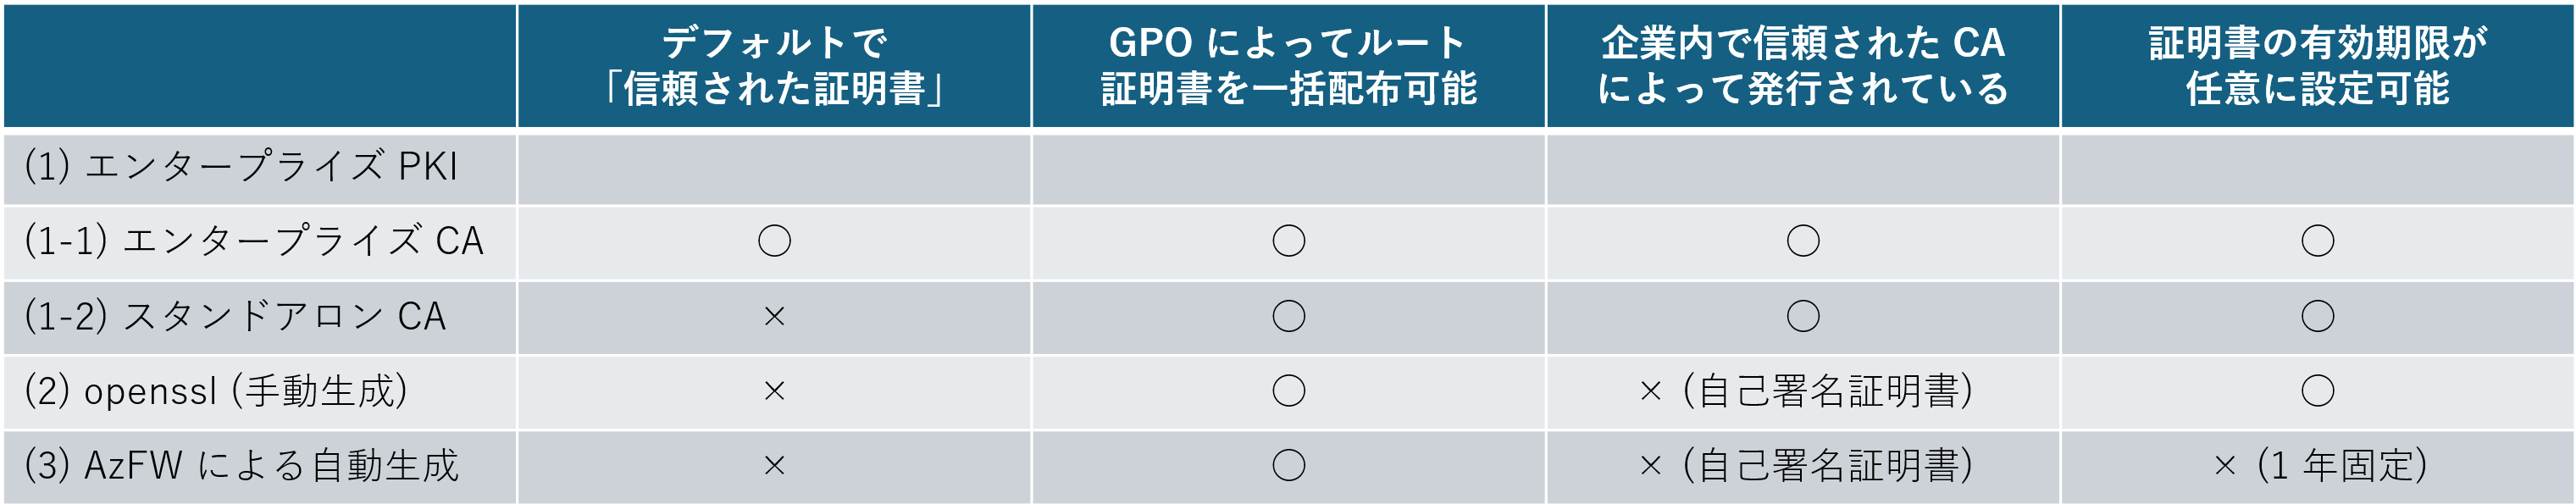 デフォルトで
「信頼された証明書」
GPO によってルート
証明書を一括配布可能
企業内で信頼された CA
によって発行されている
証明書の有効期限が
任意に設定可能
(1) エンタープライズ PKI
(1-1) エンタープライズ CA ○ ○ ○ ○
(1-2) スタンドアロン CA × ○ ○ ○
(2) openssl (手動生成) × ○ × (自己署名証明書) ○
(3) AzFW による自動生成 × ○ × (自己署名証明書) × (1 年固定)